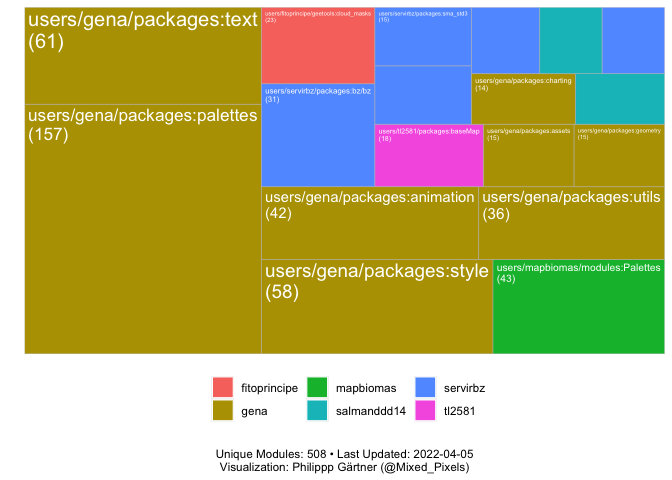 users/gena/packages:text
(61)
users/gena/packages:palettes
(157)
users/fitoprincipe/geetools:cloud_masks
(23)
users/servirbz/packages:bz/bz
(31)
users/servirbz/packages:sma_std3
(15)
users/gena/packages:charting
(14)
users/tl2581/packages:baseMap
(18)
users/gena/packages:assets
(15)
users/gena/packages:geometry
(15)
users/gena/packages:animation
(42)
users/gena/packages:utils
(36)
users/gena/packages:style
(58)
users/mapbiomas/modules:Palettes
(43)
fitoprincipe
mapbiomas
servirbz
gena
salmanddd14
tl2581
Unique Modules: 508 • Last Updated: 2022-04-05
Visualization: Philippp Gärtner (@Mixed_Pixels)